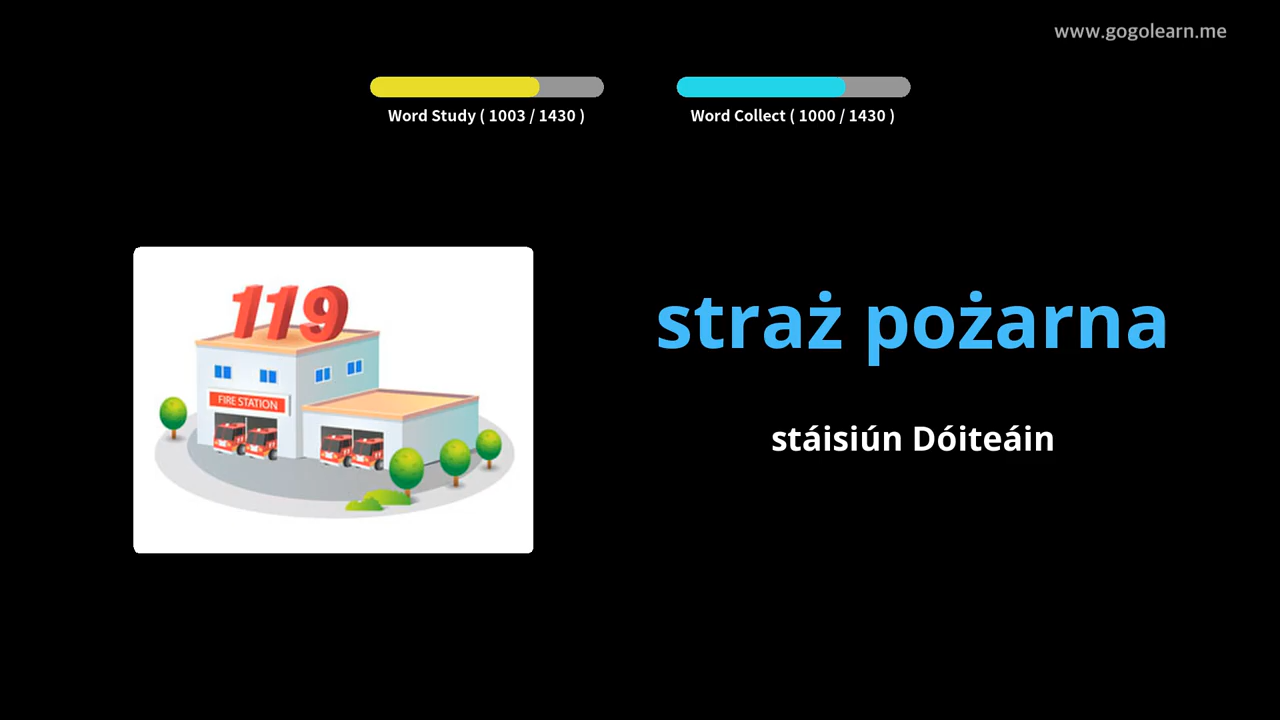 www.gogolearn.me
Word Study ( 1003 / 1430 )
Word Collect ( 1000 / 1430 )
119
FIRE STATION
straż pożarna
stáisiún Dóiteáin